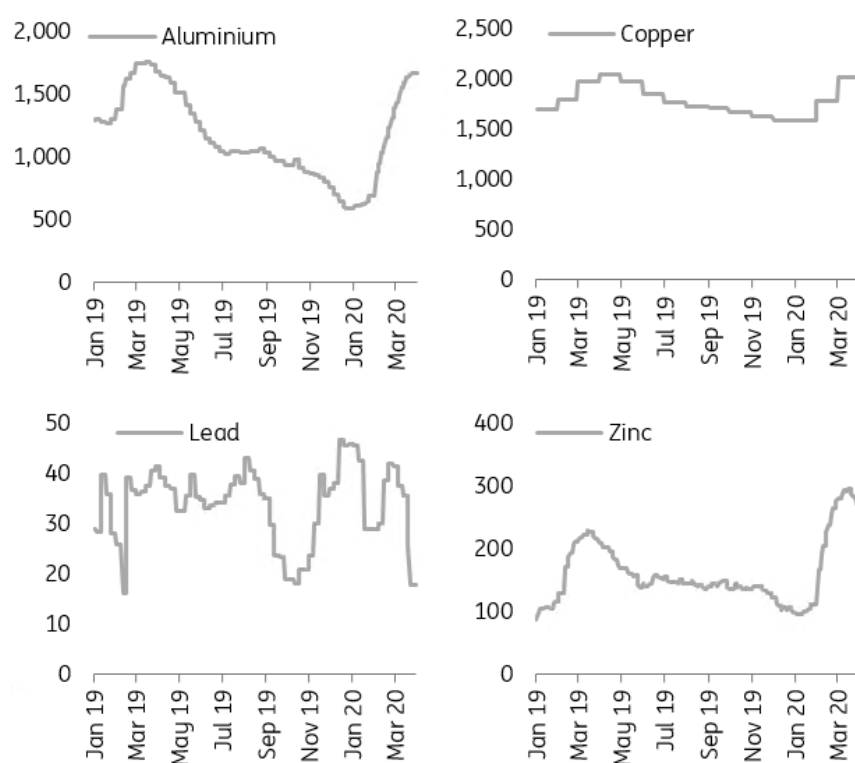 Aluminium
2,000
1,500
1,000
500
0
Jan 19
Mar 19
May 19
Jul 19
Sep 19
Nov 19
Jan 20
Mar 20
Copper
2,500
2,000
1,500
1,000
500
0
Jan 19
Mar 19
May 19
Jul 19
Sep 19
Nov 19
Jan 20
Mar 20
Lead
50
40
30
20
10
0
Jan 19
Mar 19
May 19
Jul 19
Sep 19
Nov 19
Jan 20
Mar 20
Zinc
400
300
200
100
0
Jan 19
Mar 19
May 19
Jul 19
Sep 19
Nov 19
Jan 20
Mar 20